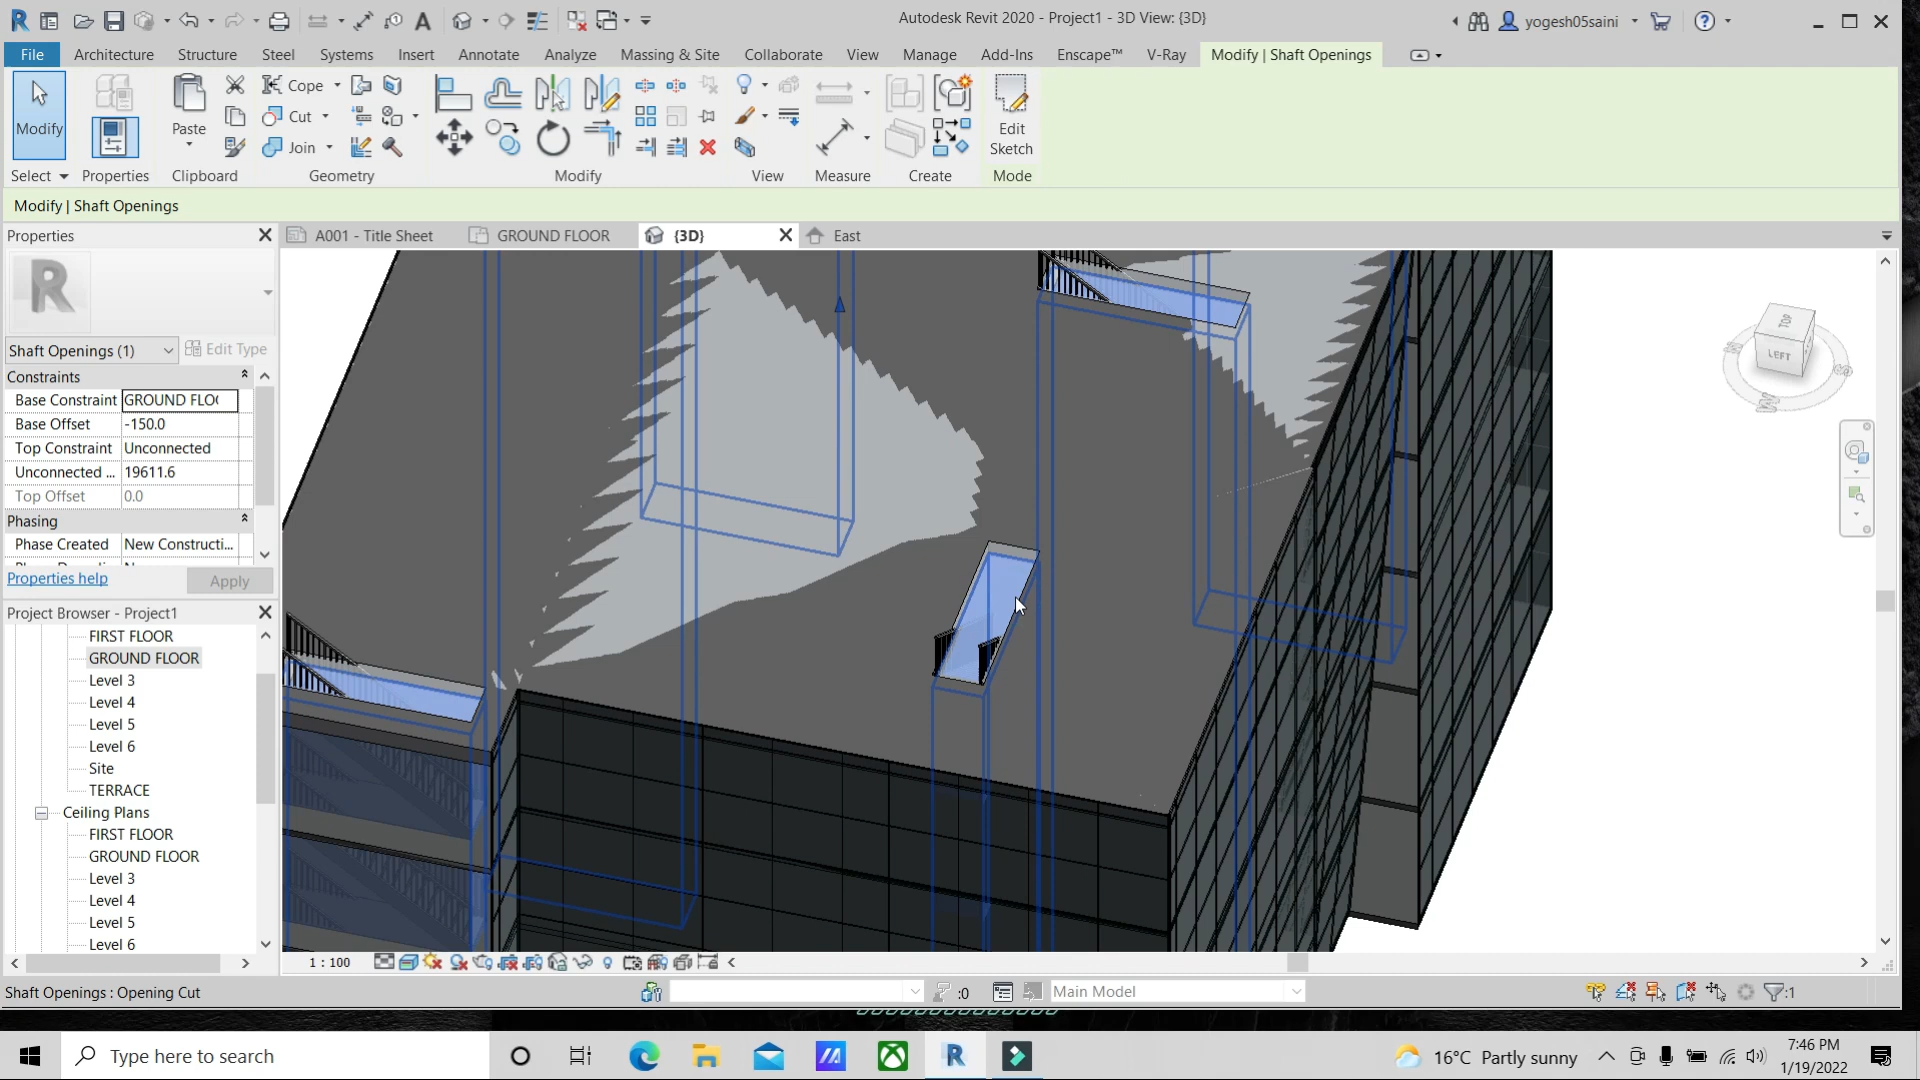 Autodesk Revit 2020 - Project1 - 3D View: {3D}
yogesh05saini
File Architecture Structure Steel Systems Insert Annotate Analyze Massing & Site Collaborate View Manage Add-Ins Enscape™ V-Ray Modify | Shaft Openings
Modify
Paste
Cope
Cut
Join
Edit Sketch
Select Properties Clipboard Geometry Modify View Measure Create Mode
Modify | Shaft Openings
Properties
A001 - Title Sheet GROUND FLOOR {3D} East
R
Shaft Openings (1) Edit Type
Constraints
Base Constraint GROUND FLO
Base Offset -150.0
Top Constraint Unconnected
Unconnected ... 19611.6
Top Offset 0.0
Phasing
Phase Created New Constructi...
Properties help Apply
Project Browser - Project1
FIRST FLOOR
GROUND FLOOR
Level 3
Level 4
Level 5
Level 6
Site
TERRACE
Ceiling Plans
FIRST FLOOR
GROUND FLOOR
Level 3
Level 4
Level 5
Level 6
TOP
LEFT
1 : 100
Shaft Openings : Opening Cut
:0
Main Model
:1
Type here to search
16°C Partly sunny
7:46 PM
1/19/2022